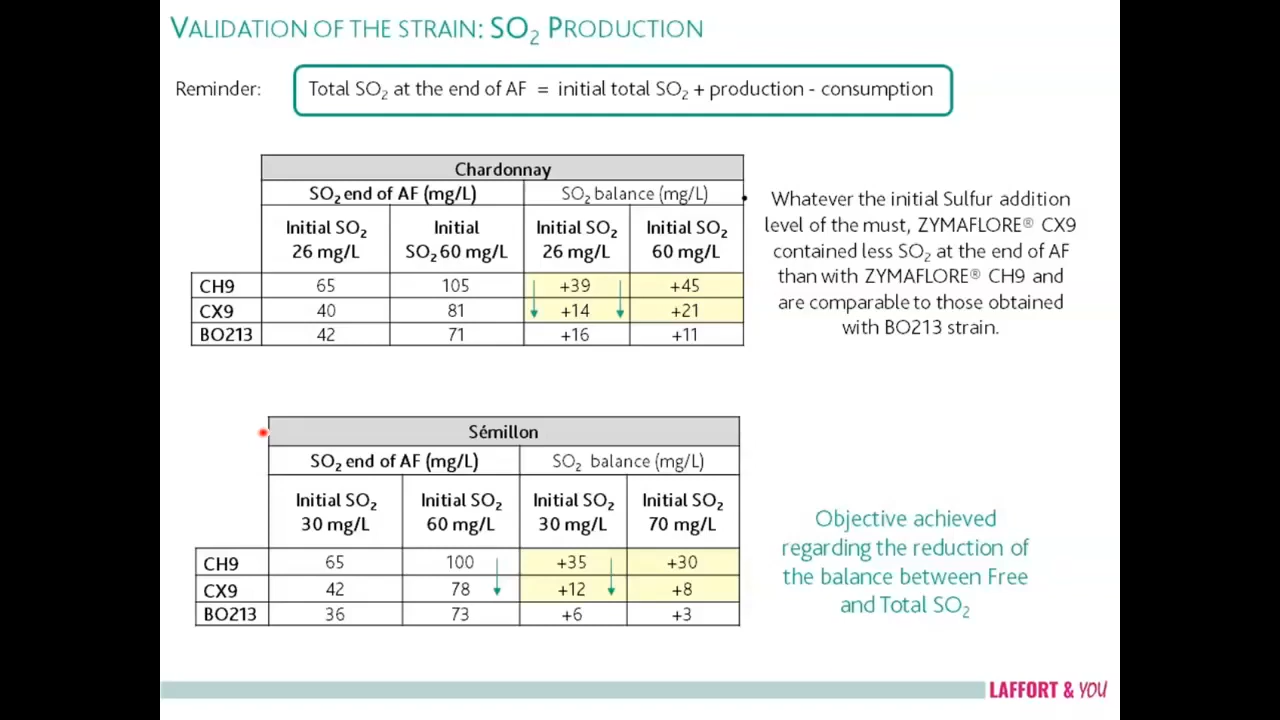 VALIDATION OF THE STRAIN: SO2 PRODUCTION
Reminder:
Total SO2 at the end of AF = initial total SO2 + production - consumption
Chardonnay
SO2 end of AF (mg/L) SO2 balance (mg/L)
Initial SO2 26 mg/L Initial SO2 60 mg/L Initial SO2 26 mg/L Initial SO2 60 mg/L
CH9 65 105 +39 +45
CX9 40 81 +14 +21
BO213 42 71 +16 +11
• Whatever the initial Sulfur addition
level of the must, ZYMAFLORE® CX9
contained less SO2 at the end of AF
than with ZYMAFLORE® CH9 and
are comparable to those obtained
with BO213 strain.
Sémillon
SO2 end of AF (mg/L) SO2 balance (mg/L)
Initial SO2 30 mg/L Initial SO2 60 mg/L Initial SO2 30 mg/L Initial SO2 70 mg/L
CH9 65 100 +35 +30
CX9 42 78 +12 +8
BO213 36 73 +6 +3
Objective achieved
regarding the reduction of
the balance between Free
and Total SO2
LAFFORT & YOU